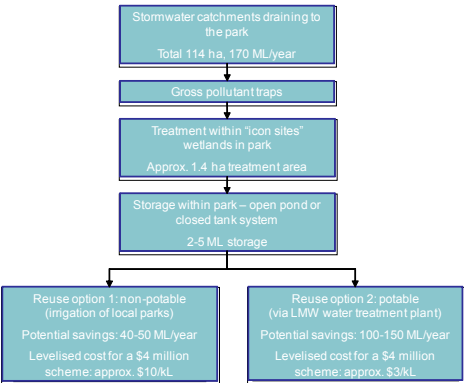 Stormwater catchments draining to
the park
Total 114 ha, 170 ML/year
Gross pollutant traps
Treatment within “icon sites”
wetlands in park
Approx. 1.4 ha treatment area
Storage within park – open pond or
closed tank system
2-5 ML storage
Reuse option 1: non-potable
(irrigation of local parks)
Potential savings: 40-50 ML/year
Levelised cost for a $4 million
scheme: approx. $10/kL
Reuse option 2: potable
(via LMW water treatment plant)
Potential savings: 100-150 ML/year
Levelised cost for a $4 million
scheme: approx. $3/kL